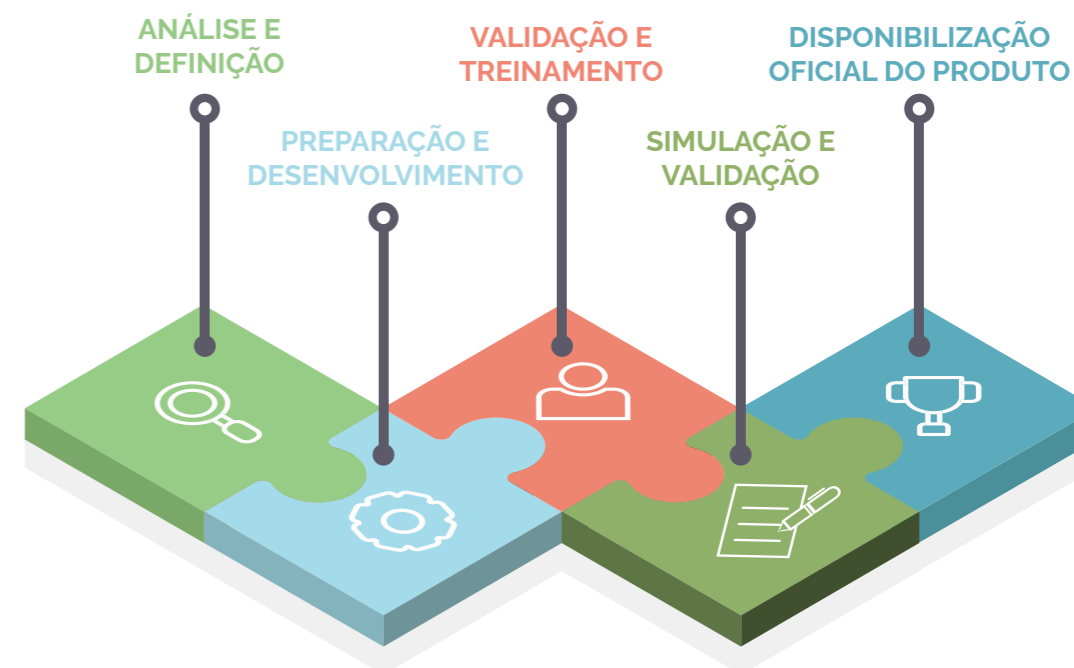 ANÁLISE E
DEFINIÇÃO
PREPARAÇÃO E
DESENVOLVIMENTO
VALIDAÇÃO E
TREINAMENTO
SIMULAÇÃO E
VALIDAÇÃO
DISPONIBILIZAÇÃO
OFICIAL DO PRODUTO